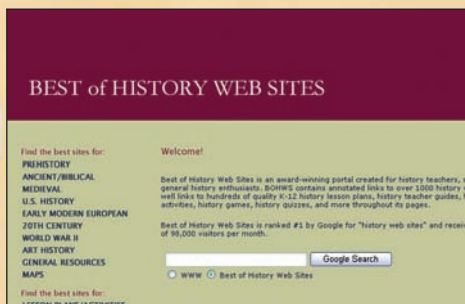 BEST of HISTORY WEB SITES
Find the best sites for:
PREHISTORY
ANCIENT/BIBLICAL
MEDIEVAL
U.S. HISTORY
EARLY MODERN EUROPEAN
20TH CENTURY
WORLD WAR II
ART HISTORY
GENERAL RESOURCES
MAPS
Find the best sites for:
LESSON PLANS/ACTIVITIES
Welcome!
Best of History Web Sites is an award-winning portal created for history teachers,
general history enthusiasts. BOHWS contains annotated links to over 1000 history
well links to hundreds of quality K-12 history lesson plans, history teacher guides,
activities, history games, history quizzes, and more throughout its pages.
Best of History Web Sites is ranked #1 by Google for "history web sites" and
of 98,000 visitors per month.
Google Search
WWW Best of History Web Sites